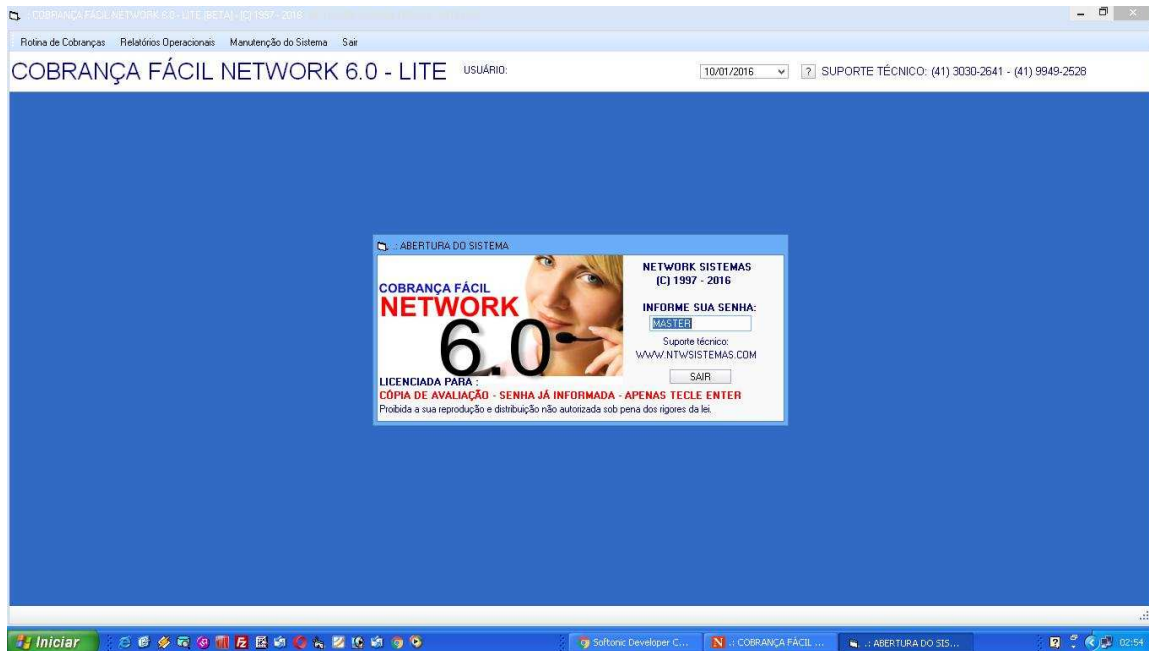 .: COBRANÇA FÁCIL NETWORK 6.0 - LITE (BETA) - (C) 1997 - 2016
Rotina de Cobranças Relatórios Operacionais Manutenção do Sistema Sair
COBRANÇA FÁCIL NETWORK 6.0 - LITE USUÁRIO: 10/01/2016 ? SUPORTE TÉCNICO: (41) 3030-2641 - (41) 9949-2528
.: ABERTURA DO SISTEMA
COBRANÇA FÁCIL
NETWORK
6.0
NETWORK SISTEMAS
(C) 1997 - 2016
INFORME SUA SENHA:
MASTER
Suporte técnico:
WWW.NTWSISTEMAS.COM
SAIR
LICENCIADA PARA :
CÓPIA DE AVALIAÇÃO - SENHA JÁ INFORMADA - APENAS TECLE ENTER
Proibida a sua reprodução e distribuição não autorizada sob pena dos rigores da lei.
Iniciar Softonic Developer C... .: COBRANÇA FÁCIL ... .: ABERTURA DO SIS... 02:54